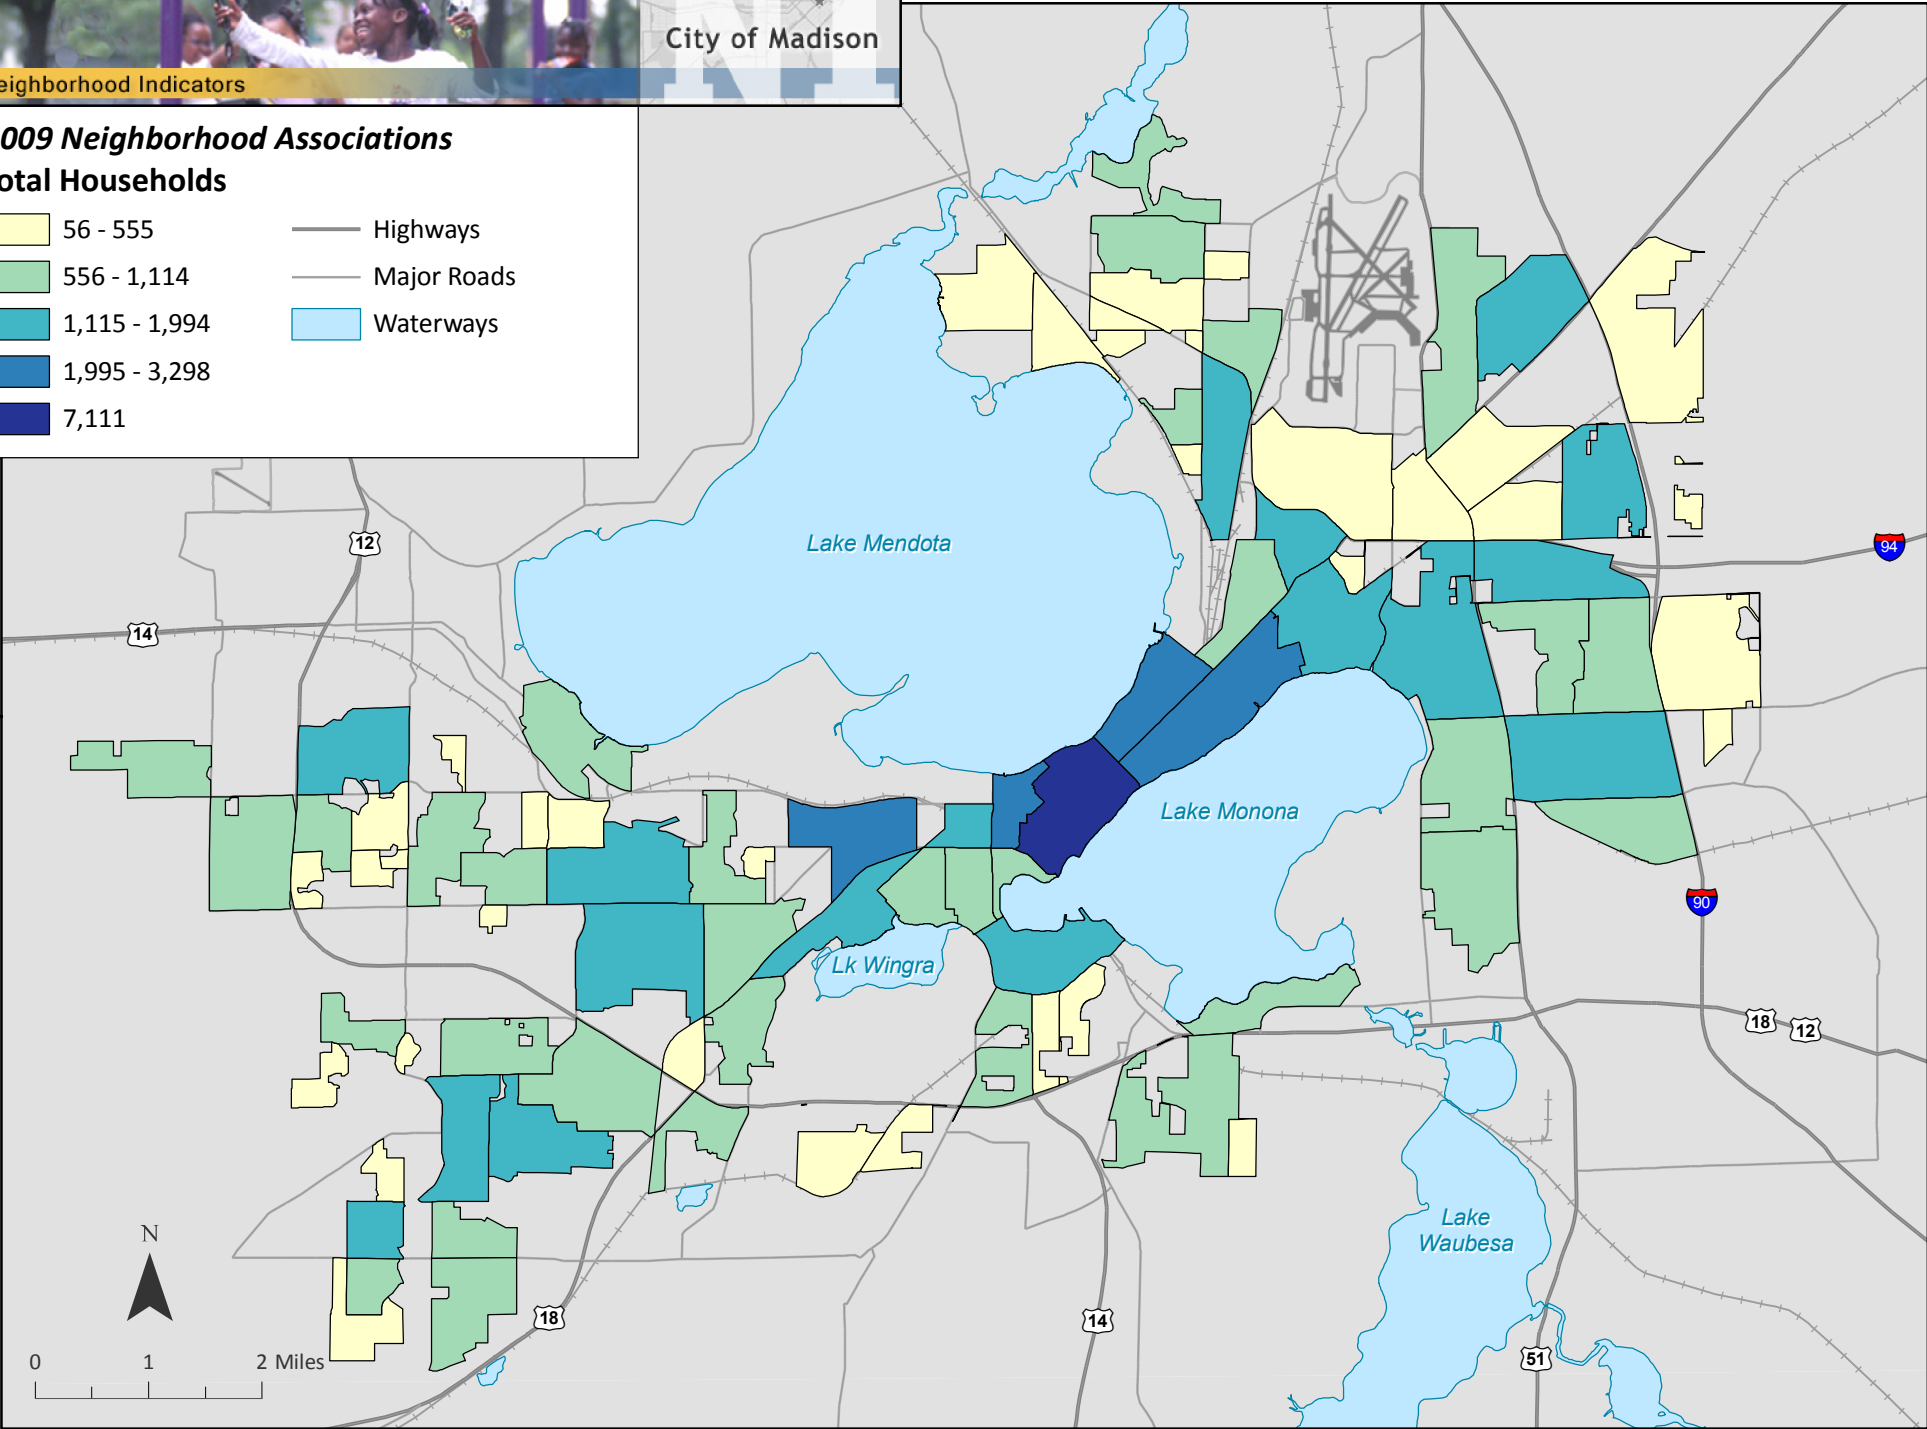 City of Madison
eighborhood Indicators
009 Neighborhood Associations
otal Households
56 - 555
Highways
556 - 1,114
Major Roads
1,115 - 1,994
Waterways
1,995 - 3,298
7,111
12
Lake Mendota
94
14
Lake Monona
90
Lk Wingra
18
12
Lake
Waubesa
N
18
14
51
0 1 2 Miles